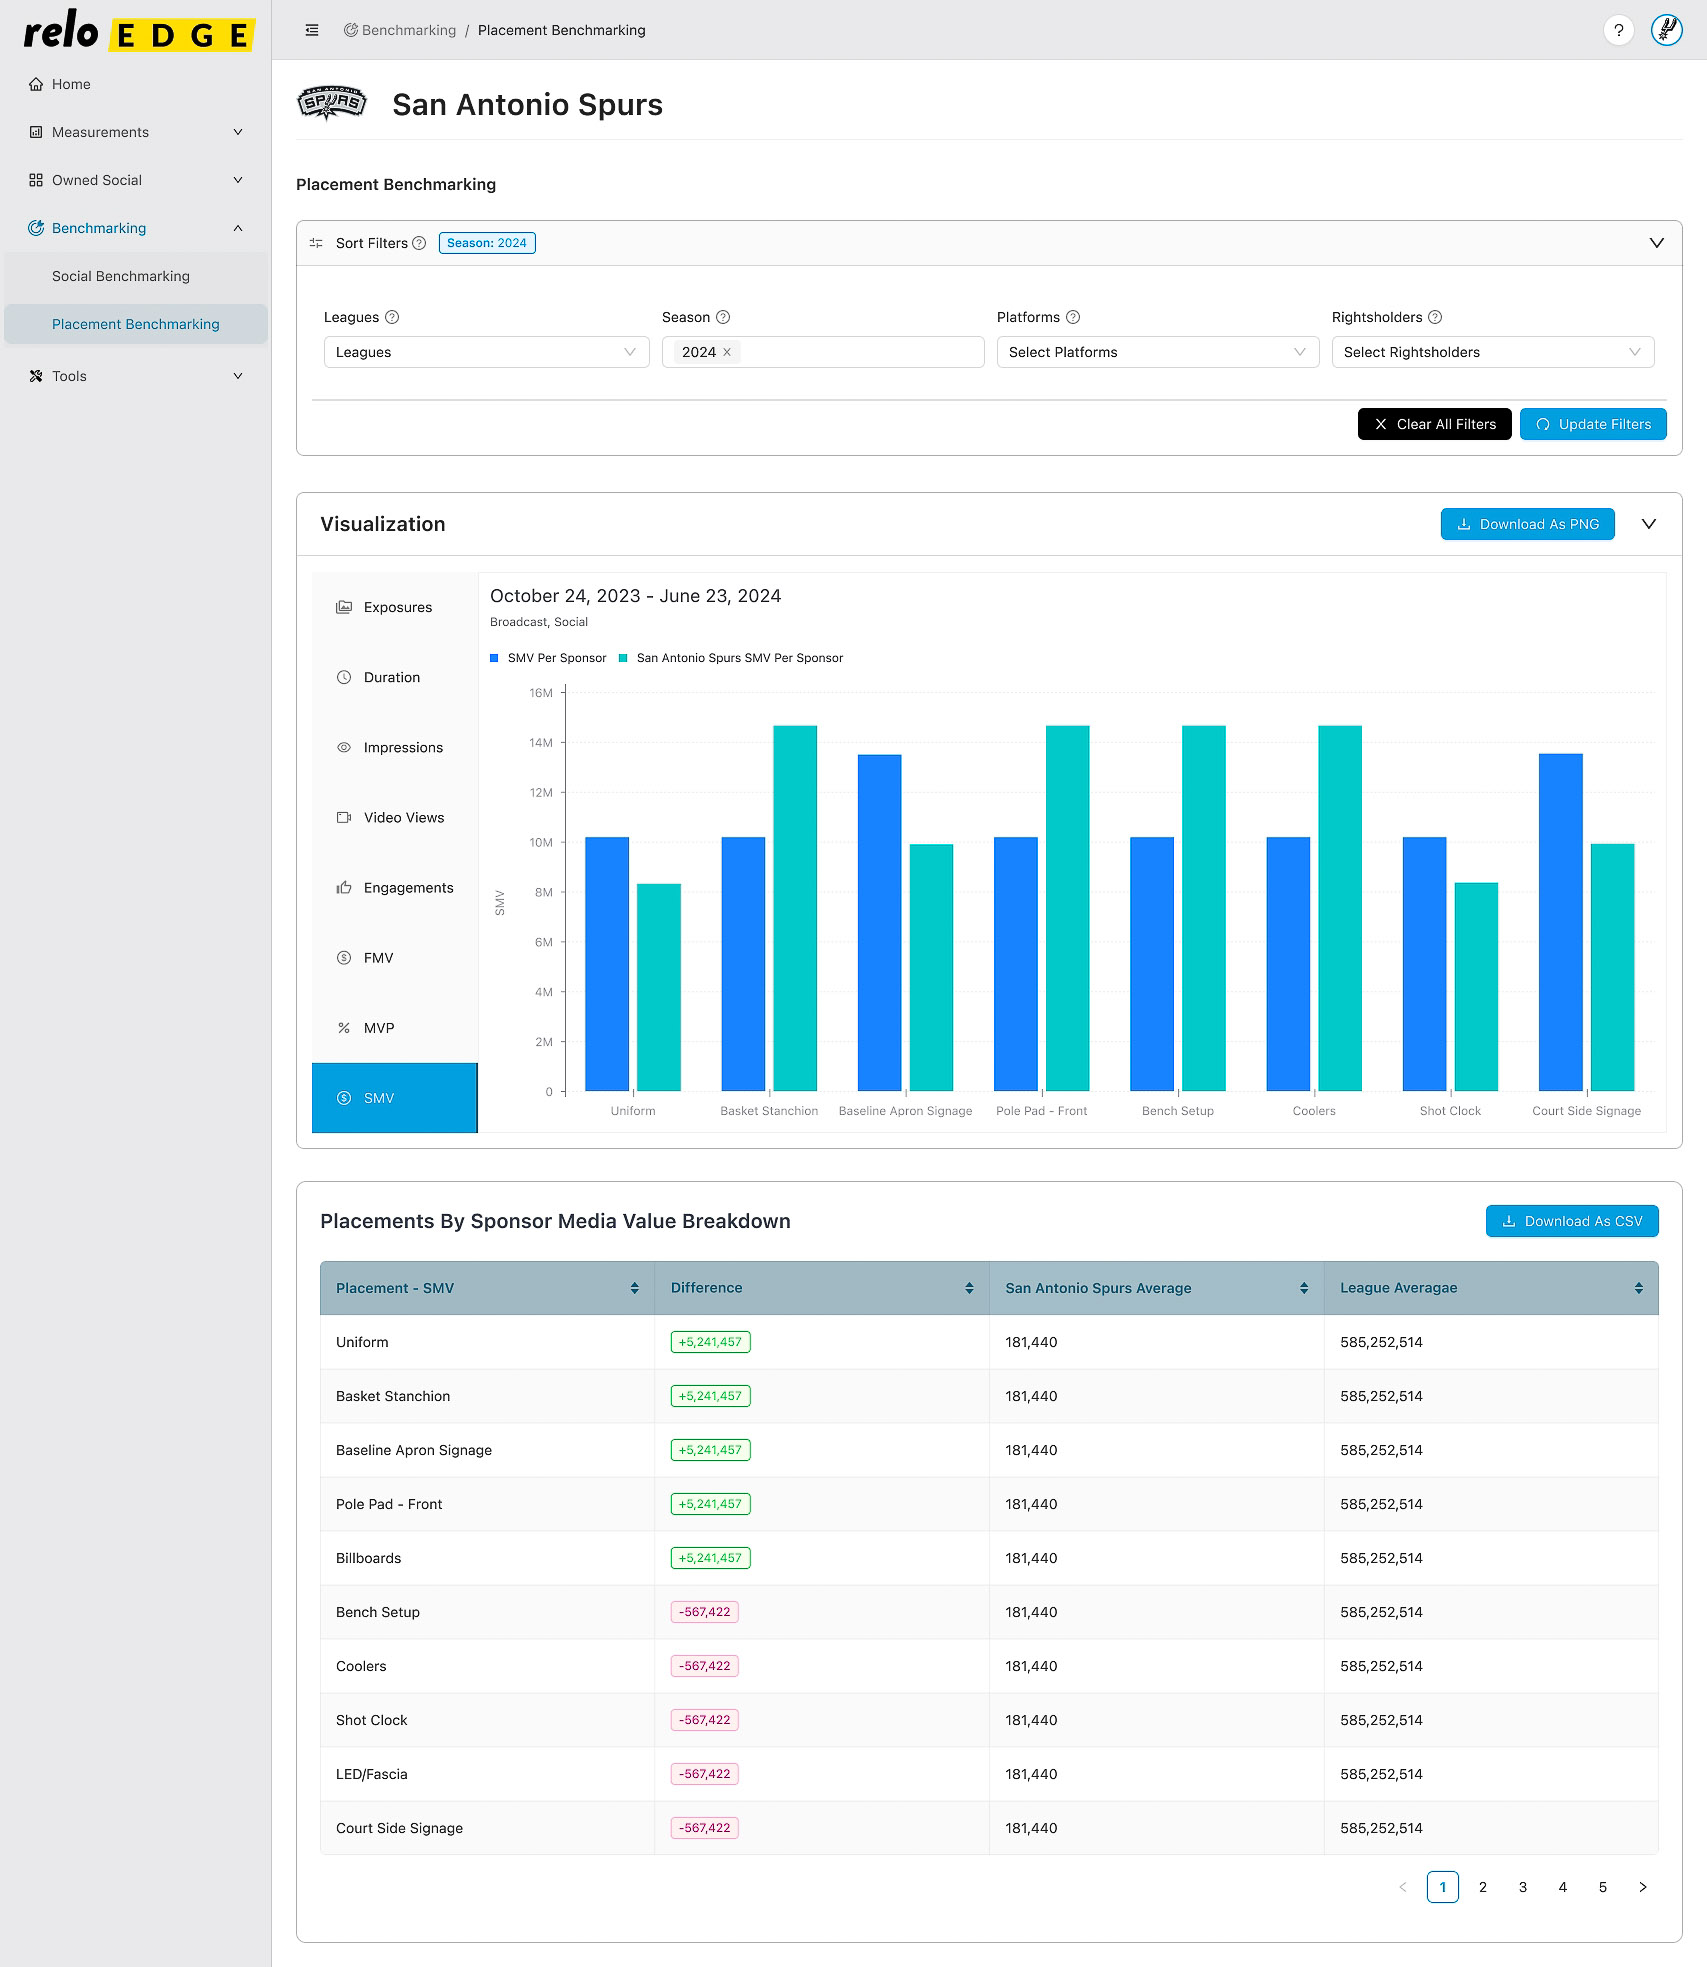 relo EDGE
Home
Measurements
Owned Social
Benchmarking
Social Benchmarking
Placement Benchmarking
Tools
Benchmarking / Placement Benchmarking
?
SAN ANTONIO
SPURS
San Antonio Spurs
Placement Benchmarking
Sort Filters ? Season: 2024
Leagues ? Season ? Platforms ? Rightsholders ?
Leagues 2024 × Select Platforms Select Rightsholders
Clear All Filters Update Filters
Visualization Download As PNG
Exposures
Duration
Impressions
Video Views
Engagements
FMV
MVP
SMV
October 24, 2023 - June 23, 2024
Broadcast, Social
SMV Per Sponsor San Antonio Spurs SMV Per Sponsor
16M
14M
12M
10M
8M
6M
4M
2M
0
SMV
Uniform Basket Stanchion Baseline Apron Signage Pole Pad - Front Bench Setup Coolers Shot Clock Court Side Signage
Placements By Sponsor Media Value Breakdown Download As CSV
Placement - SMV Difference San Antonio Spurs Average League Averagae
Uniform +5,241,457 181,440 585,252,514
Basket Stanchion +5,241,457 181,440 585,252,514
Baseline Apron Signage +5,241,457 181,440 585,252,514
Pole Pad - Front +5,241,457 181,440 585,252,514
Billboards +5,241,457 181,440 585,252,514
Bench Setup -567,422 181,440 585,252,514
Coolers -567,422 181,440 585,252,514
Shot Clock -567,422 181,440 585,252,514
LED/Fascia -567,422 181,440 585,252,514
Court Side Signage -567,422 181,440 585,252,514
< 1 2 3 4 5 >